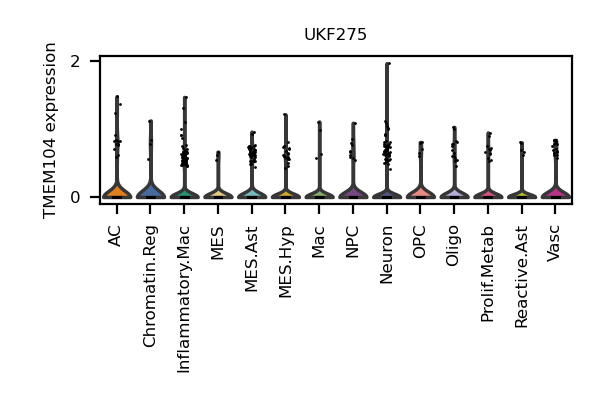 UKF275
TMEM104 expression
2
0
AC
Chromatin.Reg
Inflammatory.Mac
MES
MES.Ast
MES.Hyp
Mac
NPC
Neuron
OPC
Oligo
Prolif.Metab
Reactive.Ast
Vasc